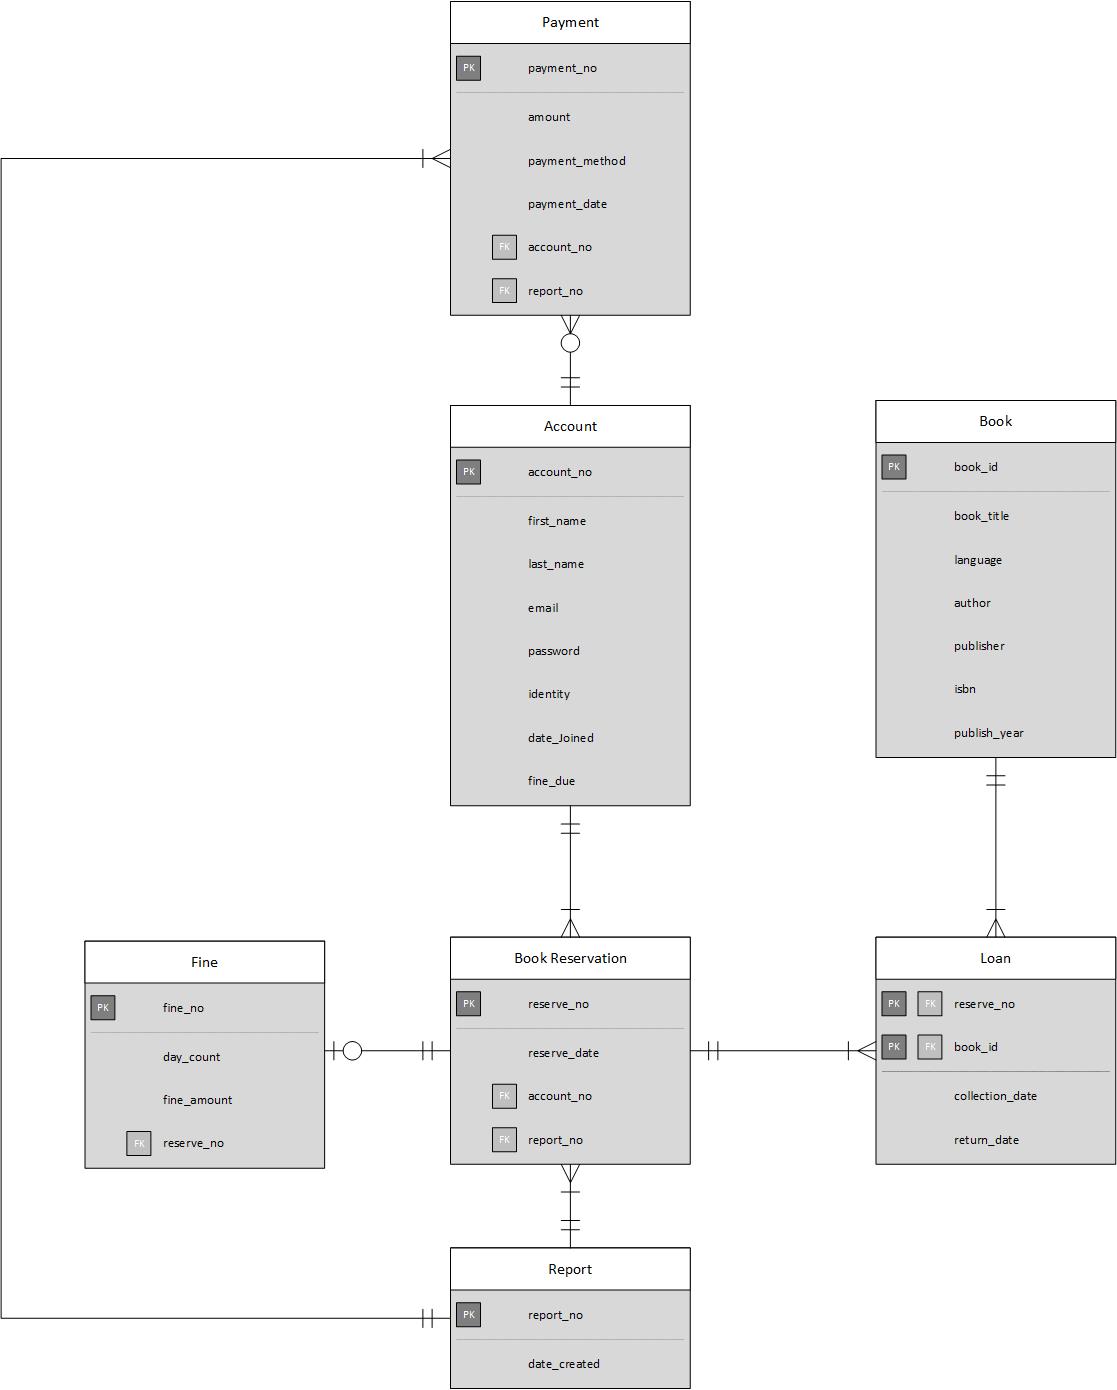 Payment
PK payment_no
amount
payment_method
payment_date
FK account_no
FK report_no
Account
PK account_no
first_name
last_name
email
password
identity
date_Joined
fine_due
Book
PK book_id
book_title
language
author
publisher
isbn
publish_year
Fine
PK fine_no
day_count
fine_amount
FK reserve_no
Book Reservation
PK reserve_no
reserve_date
FK account_no
FK report_no
Loan
PK FK reserve_no
PK FK book_id
collection_date
return_date
Report
PK report_no
date_created